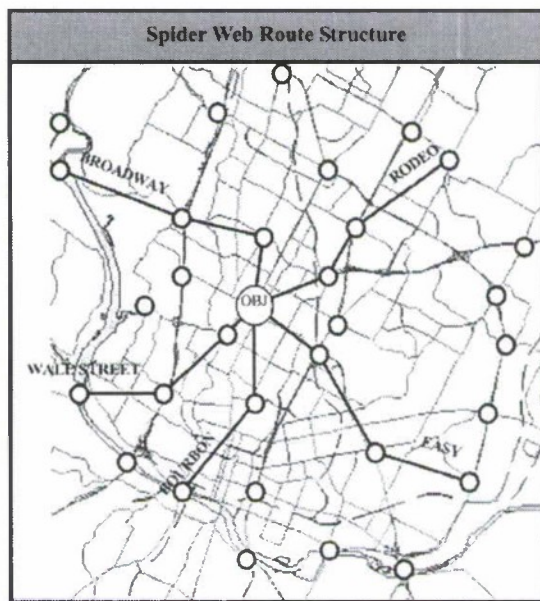 Spider Web Route Structure
BROADWAY
RODEO
OBJ
WALL STREET
BOURBON
EASY